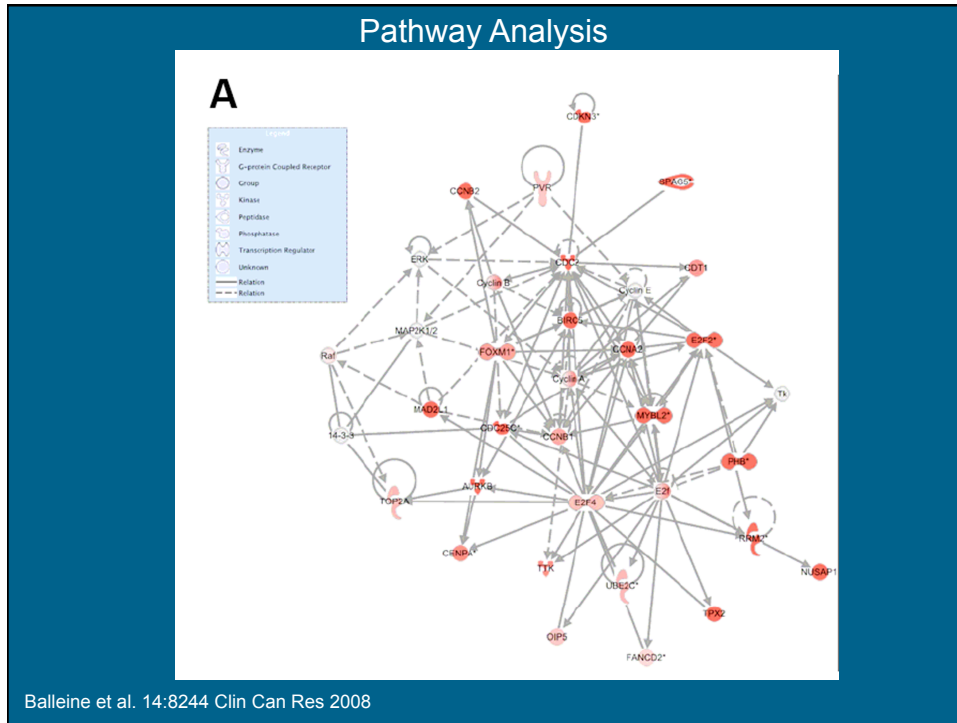 Pathway Analysis
A
Legend
Enzyme
G-protein Coupled Receptor
Group
Kinase
Peptidase
Phosphatase
Transcription Regulator
Unknown
Relation
Relation
CDKN3*
CCNB2
PVR
SPAG5*
ERK
CDC2
CDT1
Cyclin B
Cyclin E
BIRC5
MAP2K1/2
E2F2*
Raf
FOXM1*
CCNA2
Cyclin A
Tk
MAD2L1
MYBL2*
14-3-3
CDC25C*
CCNB1
PHB*
AURKB
E2f
TOP2A
E2F4
RRM2*
CENPA*
TTK
NUSAP1
UBE2C*
TPX2
OIP5
FANCD2*
Balleine et al. 14:8244 Clin Can Res 2008